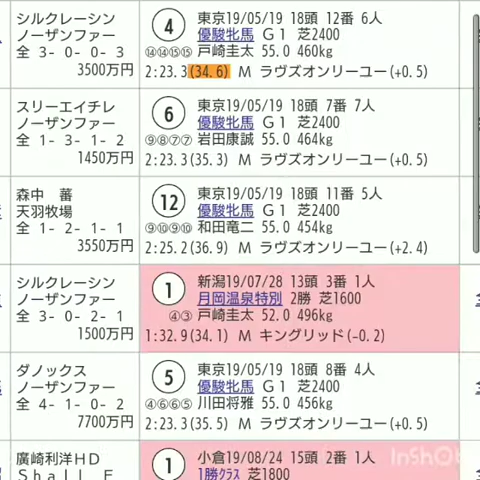 シルクレーシン
ノーザンファー
全 3-0-0-3
3500万円
4
東京19/05/19 18頭 12番 6人
優駿牝馬 G1 芝2400
⑭⑭⑮⑮ 戸崎圭太 55.0 460kg
2:23.3(34.6) M ラヴズオンリーユー(+0.5)
スリーエイチレ
ノーザンファー
全 1-3-1-2
1450万円
6
東京19/05/19 18頭 7番 7人
優駿牝馬 G1 芝2400
⑨⑧⑦⑦ 岩田康誠 55.0 464kg
2:23.3(35.3) M ラヴズオンリーユー(+0.5)
森中 蕃
天羽牧場
全 1-2-1-1
3550万円
12
東京19/05/19 18頭 11番 5人
優駿牝馬 G1 芝2400
⑨⑩⑨⑩ 和田竜二 55.0 454kg
2:25.2(36.9) M ラヴズオンリーユー(+2.4)
シルクレーシン
ノーザンファー
全 3-0-2-1
1500万円
1
新潟19/07/28 13頭 3番 1人
月岡温泉特別 2勝 芝1600
④③ 戸崎圭太 52.0 496kg
1:32.9(34.1) M キングリッド(-0.2)
ダノックス
ノーザンファー
全 4-1-0-2
7700万円
5
東京19/05/19 18頭 8番 4人
優駿牝馬 G1 芝2400
④⑥⑥⑤ 川田将雅 55.0 456kg
2:23.3(35.5) M ラヴズオンリーユー(+0.5)
廣崎利洋HD
1
小倉19/08/24 15頭 2番 1人
1勝クラス 芝1800
InShO